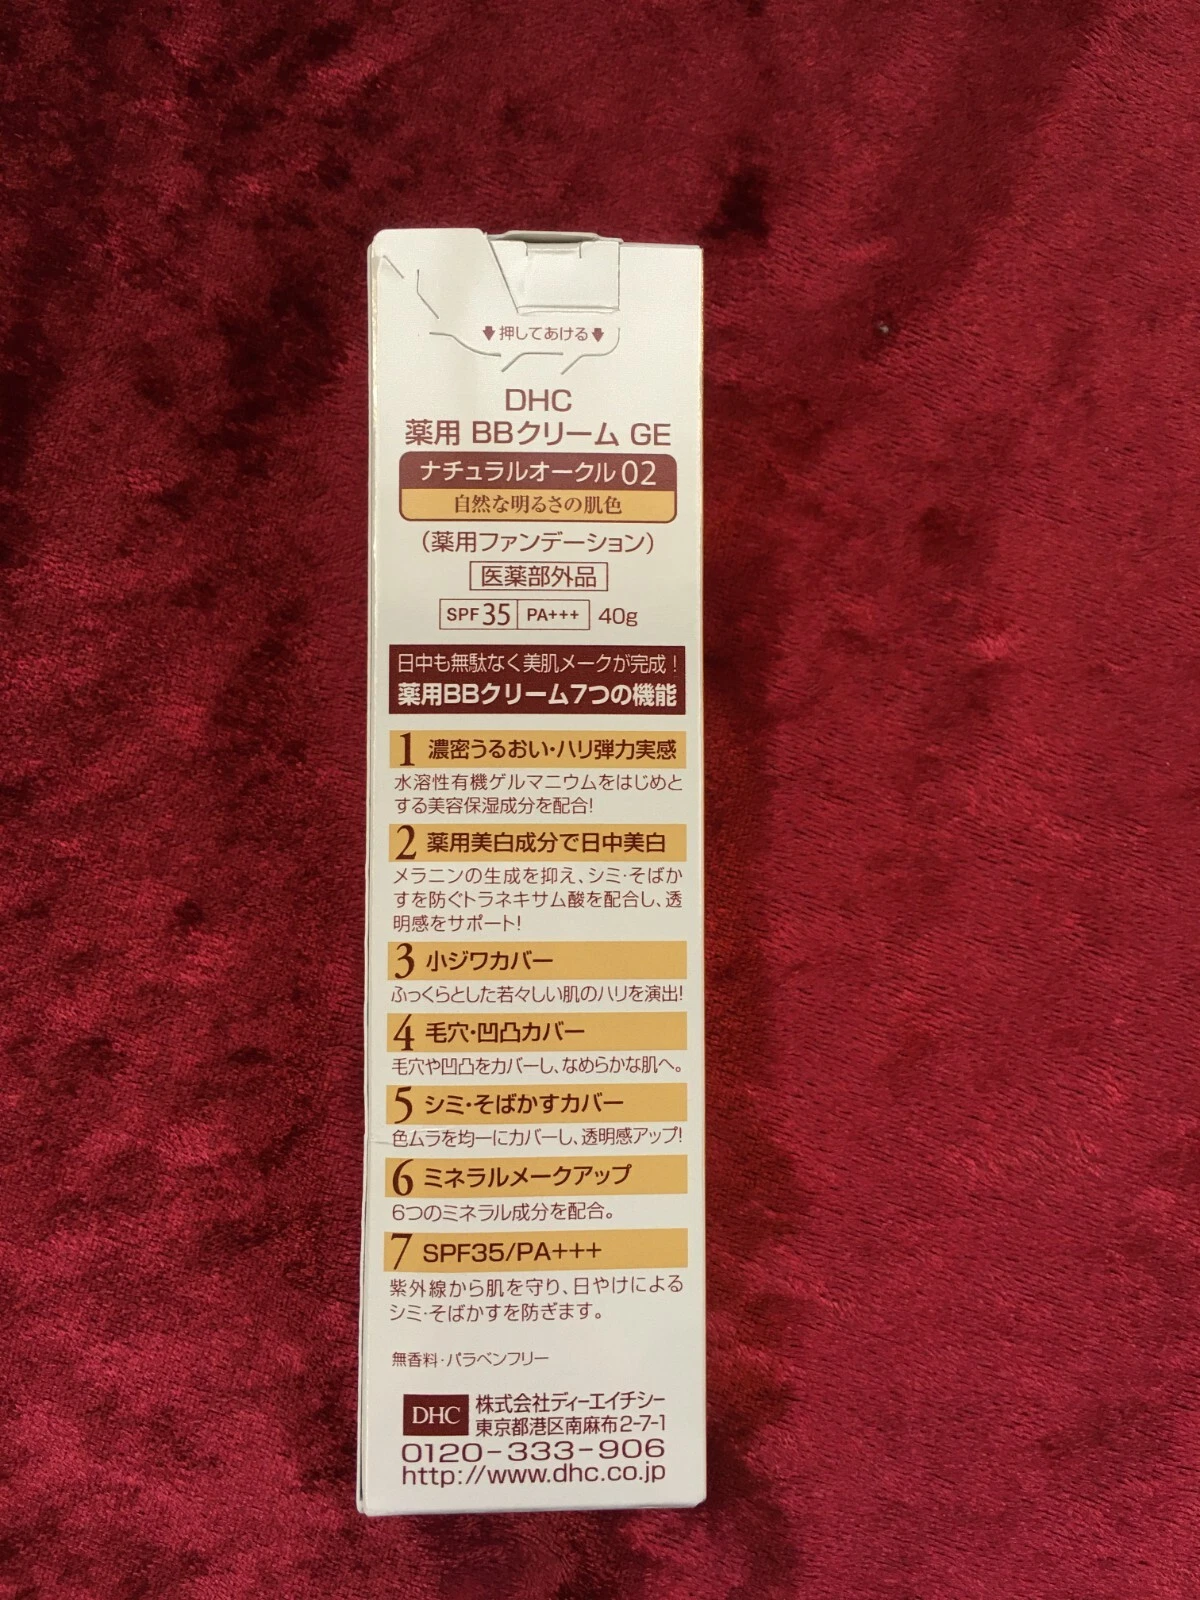 押してあける
DHC
薬用 BBクリーム GE
ナチュラルオークル 02
自然な明るさの肌色
(薬用ファンデーション)
医薬部外品
SPF 35 PA+++ 40g
日中も無駄なく美肌メークが完成!
薬用BBクリーム7つの機能
1 濃密うるおい・ハリ弾力実感
水溶性有機ゲルマニウムをはじめと
する美容保湿成分を配合!
2 薬用美白成分で日中美白
メラニンの生成を抑え、シミ・そばか
すを防ぐトラネキサム酸を配合し、透
明感をサポート!
3 小ジワカバー
ふっくらとした若々しい肌のハリを演出!
4 毛穴・凹凸カバー
毛穴や凹凸をカバーし、なめらかな肌へ。
5 シミ・そばかすカバー
色ムラを均一にカバーし、透明感アップ!
6 ミネラルメークアップ
6つのミネラル成分を配合。
7 SPF35/PA+++
紫外線から肌を守り、日やけによる
シミ・そばかすを防ぎます。
無香料・パラベンフリー
DHC 株式会社ディーエイチシー
東京都港区南麻布2-7-1
0120-333-906
http://www.dhc.co.jp